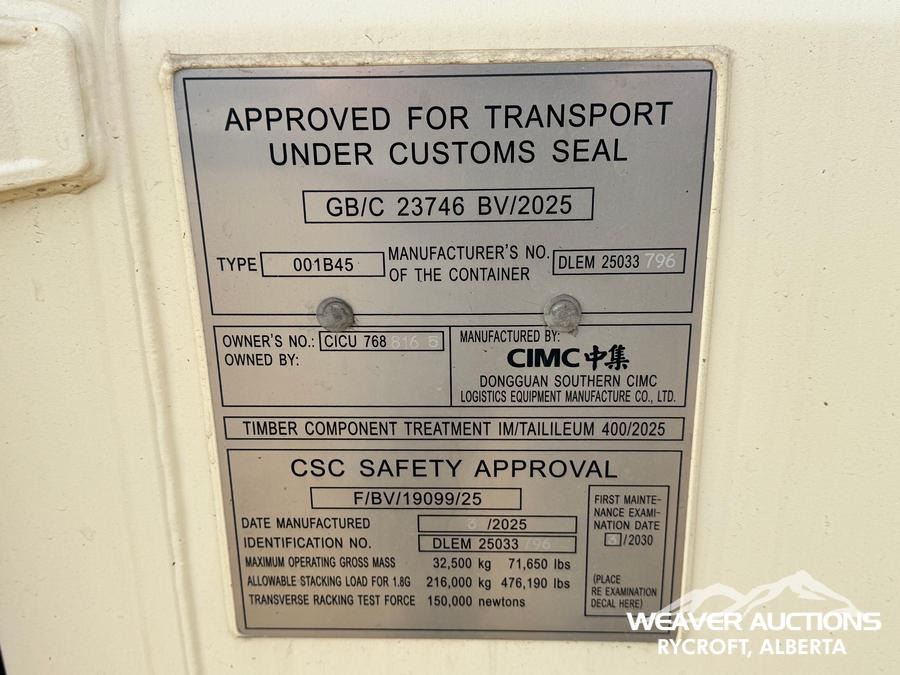 APPROVED FOR TRANSPORT
UNDER CUSTOMS SEAL
GB/C 23746 BV/2025
TYPE 001B45 MANUFACTURER'S NO. OF THE CONTAINER DLEM 25033 796
OWNER'S NO.: CICU 768 816 5
OWNED BY:
MANUFACTURED BY:
CIMC 中集
DONGGUAN SOUTHERN CIMC
LOGISTICS EQUIPMENT MANUFACTURE CO., LTD.
TIMBER COMPONENT TREATMENT IM/TAILILEUM 400/2025
CSC SAFETY APPROVAL
F/BV/19099/25
DATE MANUFACTURED /2025
IDENTIFICATION NO. DLEM 25033 796
MAXIMUM OPERATING GROSS MASS 32,500 kg 71,650 lbs
ALLOWABLE STACKING LOAD FOR 1.8G 216,000 kg 476,190 lbs
TRANSVERSE RACKING TEST FORCE 150,000 newtons
FIRST MAINTE-
NANCE EXAMI-
NATION DATE
/2030
(PLACE
RE EXAMINATION
DECAL HERE)
WEAVER AUCTIONS
RYCROFT, ALBERTA